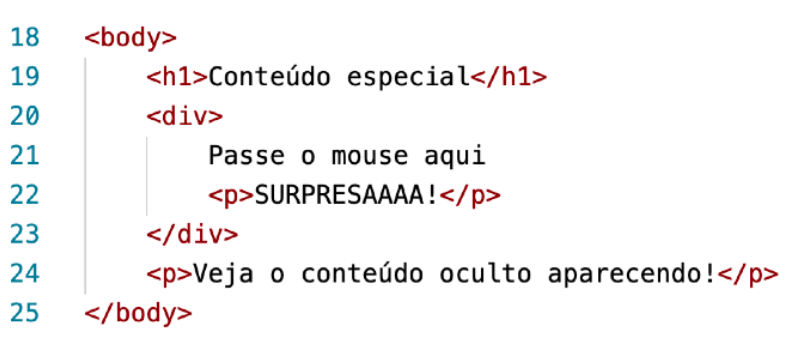 18 <body>
19 <h1>Conteúdo especial</h1>
20 <div>
21 Passe o mouse aqui
22 <p>SURPRESAAAA!</p>
23 </div>
24 <p>Veja o conteúdo oculto aparecendo!</p>
25 </body>